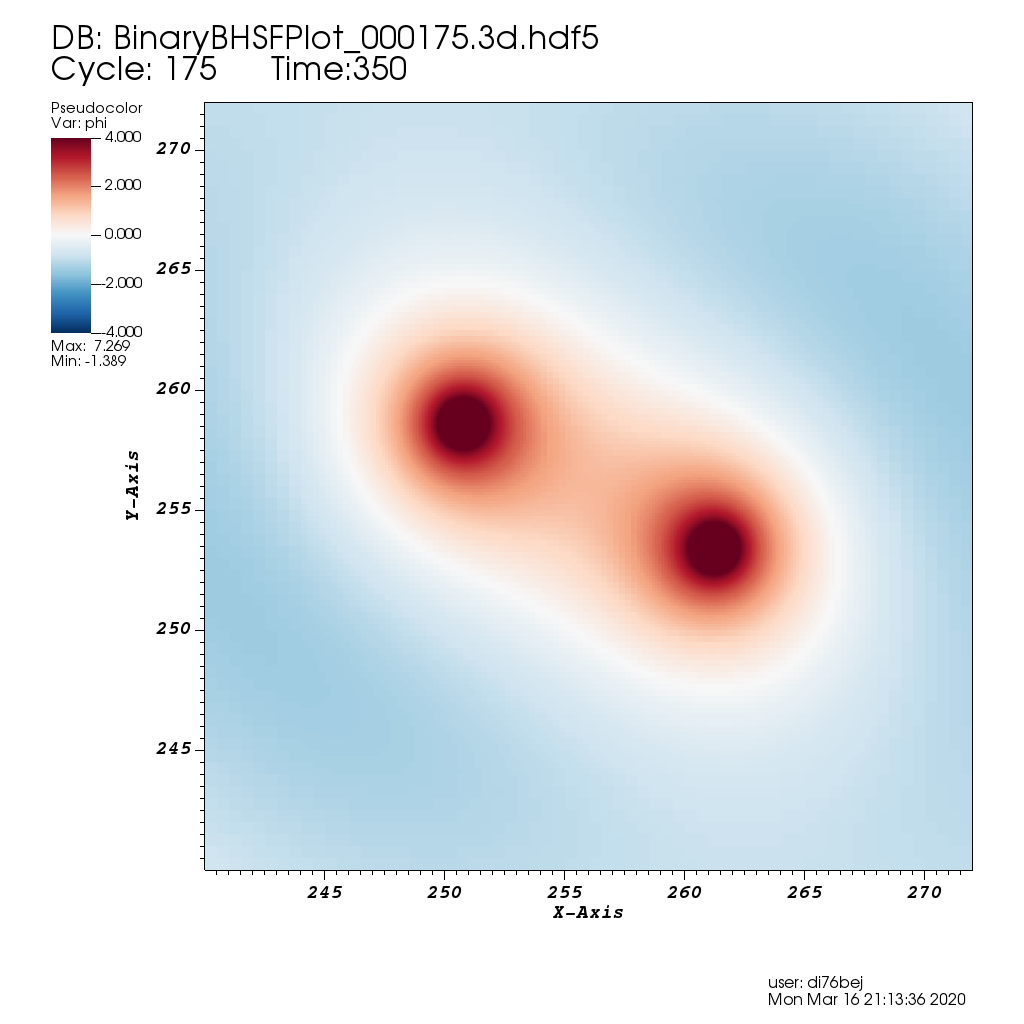 DB: BinaryBHSFPlot_000175.3d.hdf5
Cycle: 175 Time:350
Pseudocolor
Var: phi
4.000
2.000
0.000
-2.000
-4.000
Max: 7.269
Min: -1.389
270
265
260
255
250
245
Y-Axis
245 250 255 260 265 270
X-Axis
user: di76bej
Mon Mar 16 21:13:36 2020